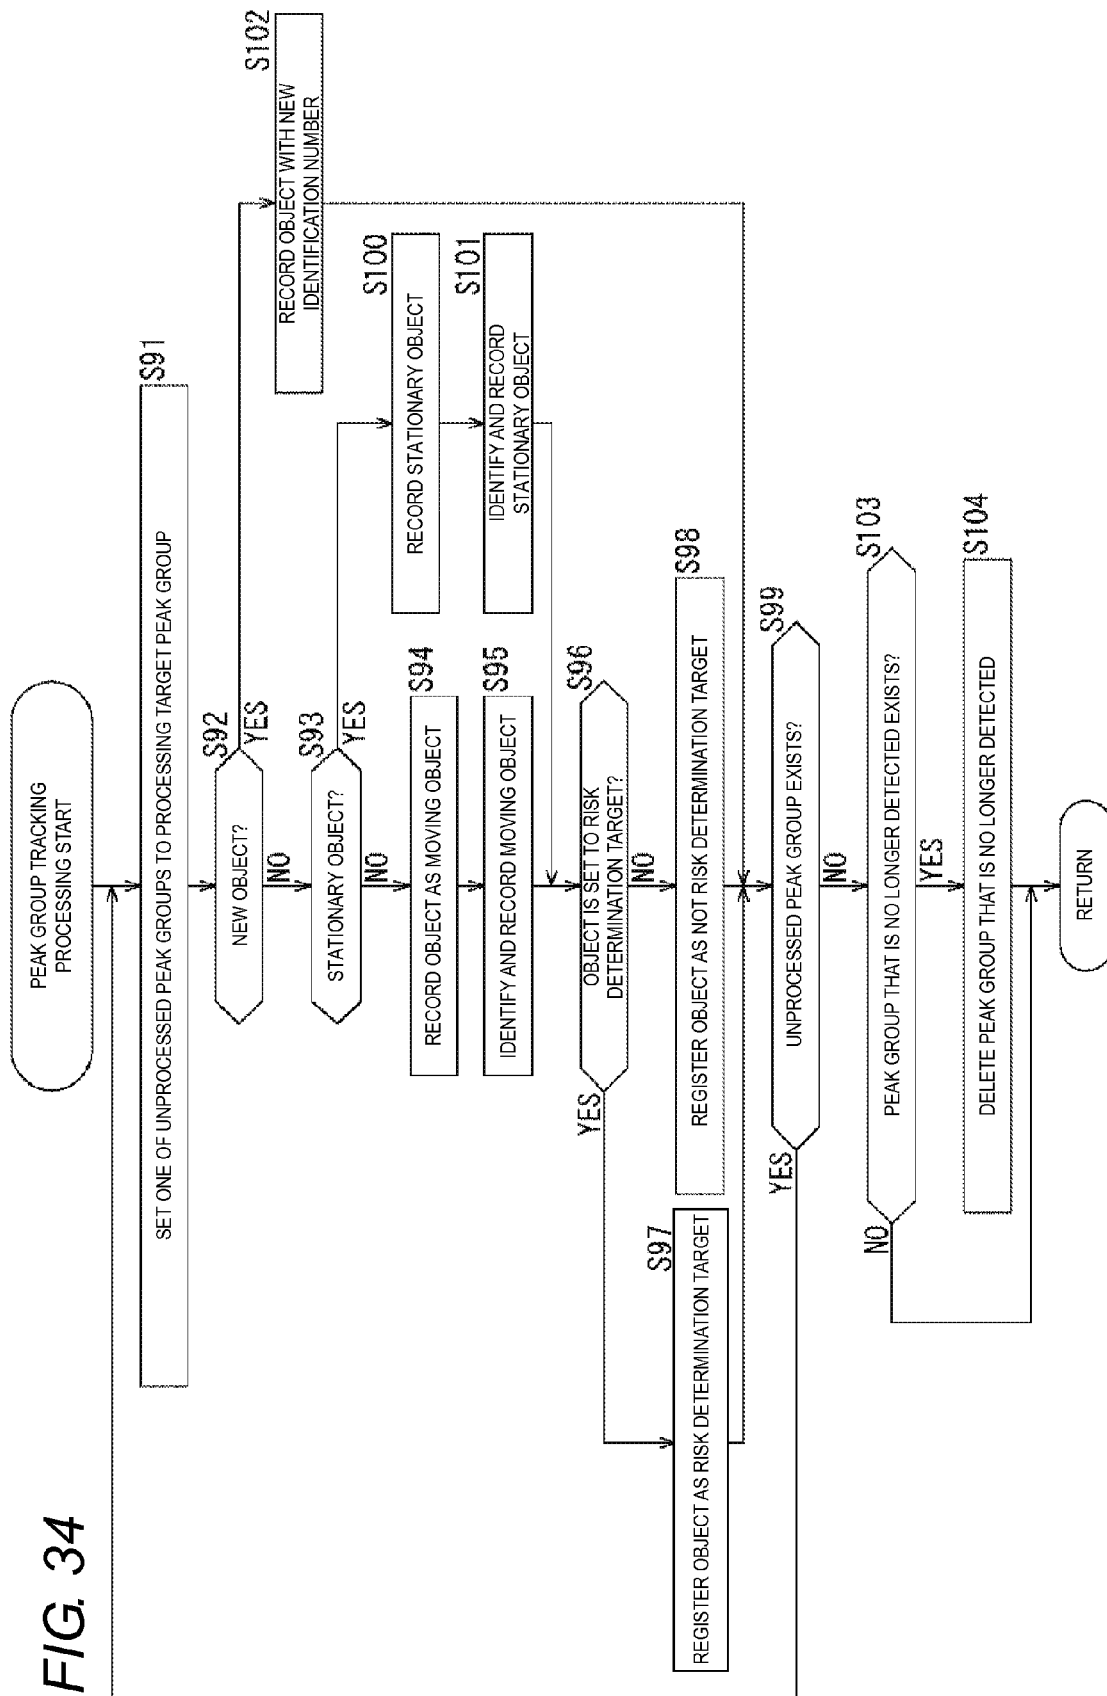 FIG. 34
PEAK GROUP TRACKING
PROCESSING START
S91
SET ONE OF UNPROCESSED PEAK GROUPS TO PROCESSING TARGET PEAK GROUP
S92
NEW OBJECT?
YES
NO
S102
RECORD OBJECT WITH NEW
IDENTIFICATION NUMBER
S93
STATIONARY OBJECT?
YES
NO
S94
RECORD OBJECT AS MOVING OBJECT
S100
RECORD STATIONARY OBJECT
S95
IDENTIFY AND RECORD MOVING OBJECT
S101
IDENTIFY AND RECORD
STATIONARY OBJECT
S96
OBJECT IS SET TO RISK
DETERMINATION TARGET?
YES
NO
S97
REGISTER OBJECT AS RISK DETERMINATION TARGET
S98
REGISTER OBJECT AS NOT RISK DETERMINATION TARGET
S99
UNPROCESSED PEAK GROUP EXISTS?
YES
NO
S103
PEAK GROUP THAT IS NO LONGER DETECTED EXISTS?
NO
YES
S104
DELETE PEAK GROUP THAT IS NO LONGER DETECTED
RETURN